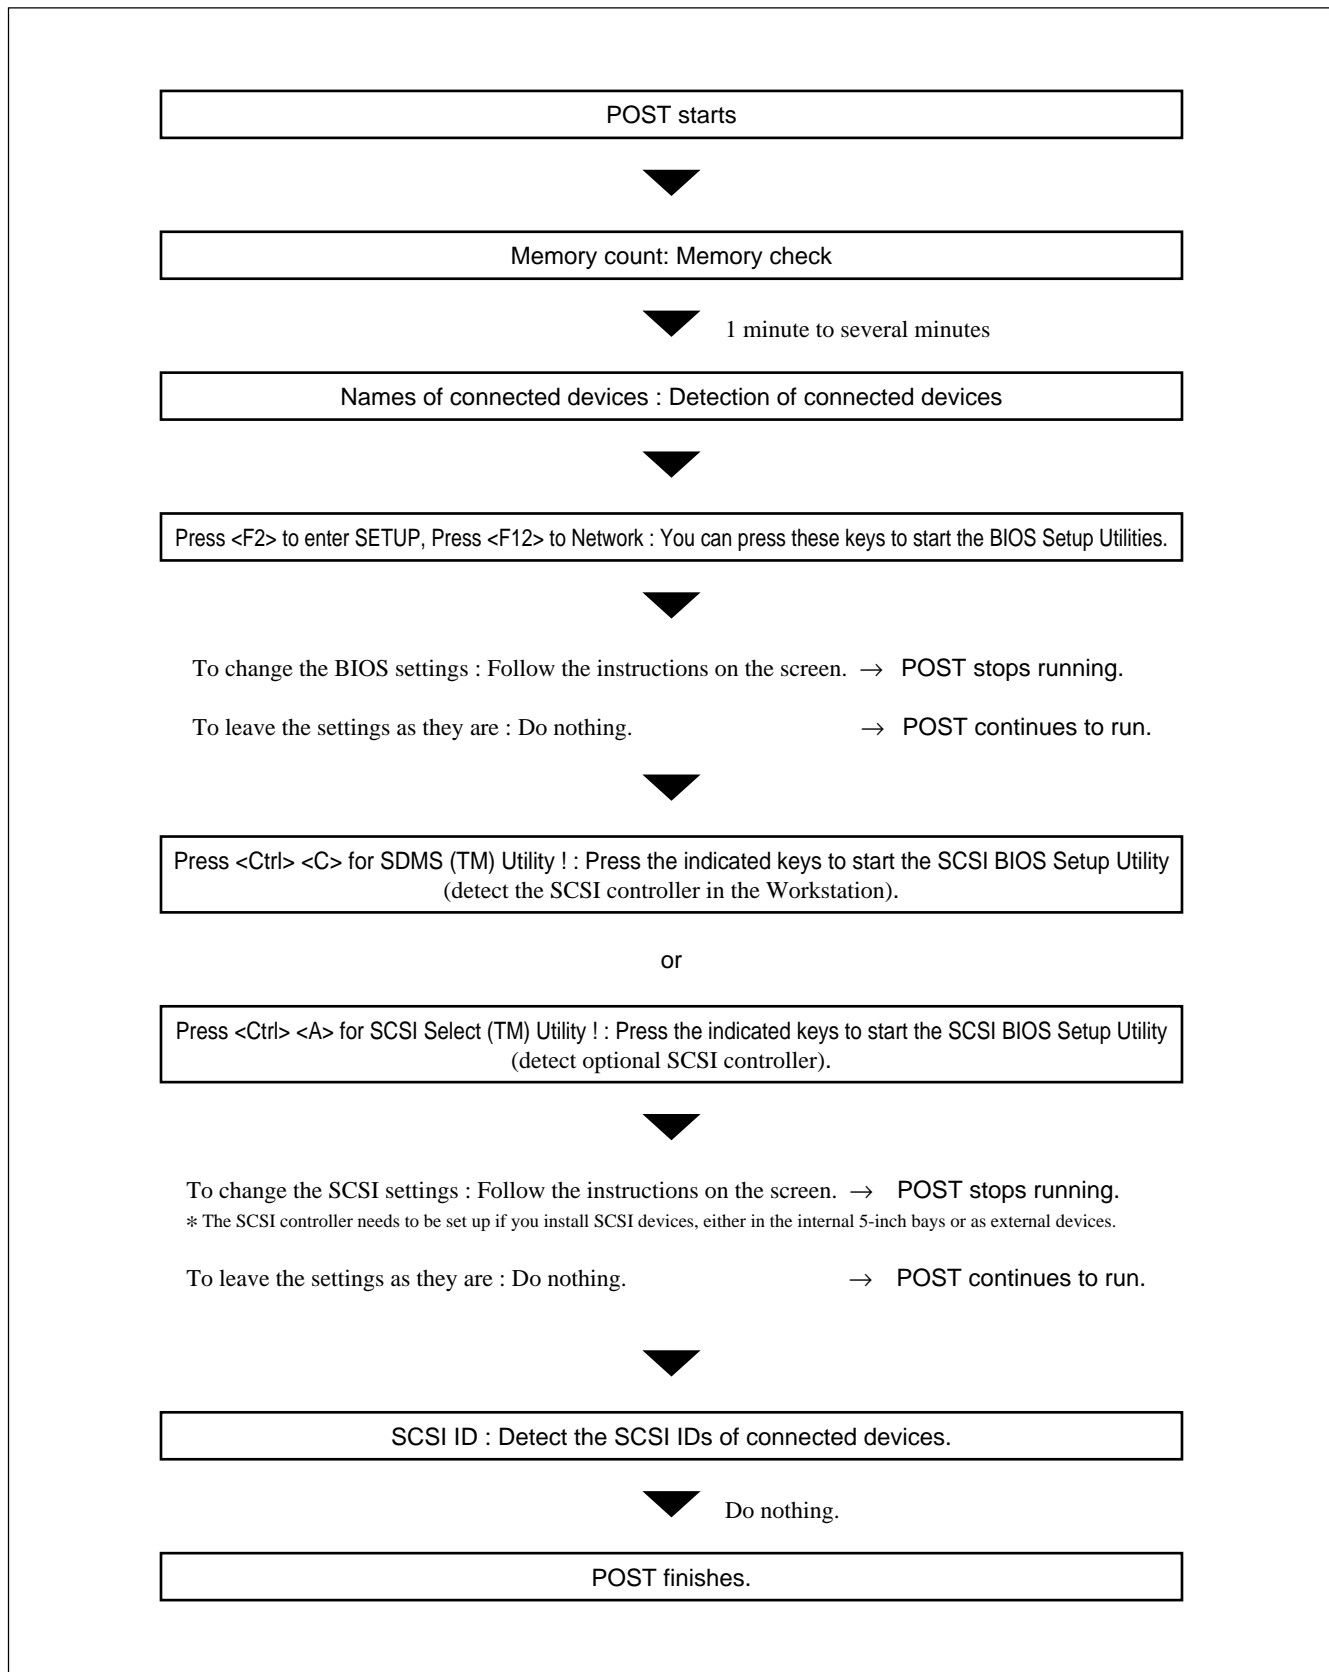 POST starts
Memory count: Memory check
1 minute to several minutes
Names of connected devices : Detection of connected devices
Press <F2> to enter SETUP, Press <F12> to Network : You can press these keys to start the BIOS Setup Utilities.
To change the BIOS settings : Follow the instructions on the screen. → POST stops running.
To leave the settings as they are : Do nothing. → POST continues to run.
Press <Ctrl> <C> for SDMS (TM) Utility ! : Press the indicated keys to start the SCSI BIOS Setup Utility
(detect the SCSI controller in the Workstation).
or
Press <Ctrl> <A> for SCSI Select (TM) Utility ! : Press the indicated keys to start the SCSI BIOS Setup Utility
(detect optional SCSI controller).
To change the SCSI settings : Follow the instructions on the screen. → POST stops running.
* The SCSI controller needs to be set up if you install SCSI devices, either in the internal 5-inch bays or as external devices.
To leave the settings as they are : Do nothing. → POST continues to run.
SCSI ID : Detect the SCSI IDs of connected devices.
Do nothing.
POST finishes.